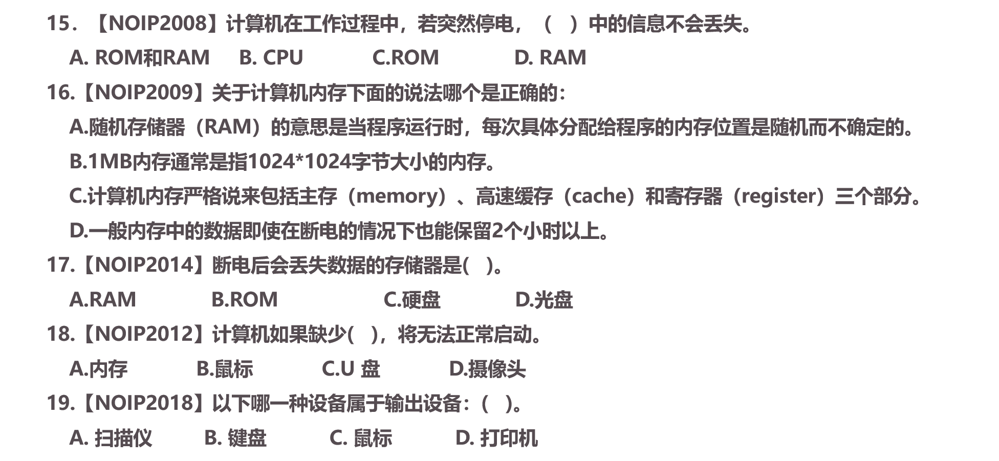 15. 【NOIP2008】计算机在工作过程中，若突然停电，（ ）中的信息不会丢失。
A. ROM和RAM B. CPU C.ROM D. RAM
16.【NOIP2009】关于计算机内存下面的说法哪个是正确的：
A.随机存储器（RAM）的意思是当程序运行时，每次具体分配给程序的内存位置是随机而不确定的。
B.1MB内存通常是指1024*1024字节大小的内存。
C.计算机内存严格说来包括主存（memory）、高速缓存（cache）和寄存器（register）三个部分。
D.一般内存中的数据即使在断电的情况下也能保留2个小时以上。
17.【NOIP2014】断电后会丢失数据的存储器是( )。
A.RAM B.ROM C.硬盘 D.光盘
18.【NOIP2012】计算机如果缺少( )，将无法正常启动。
A.内存 B.鼠标 C.U 盘 D.摄像头
19.【NOIP2018】以下哪一种设备属于输出设备：( )。
A. 扫描仪 B. 键盘 C. 鼠标 D. 打印机